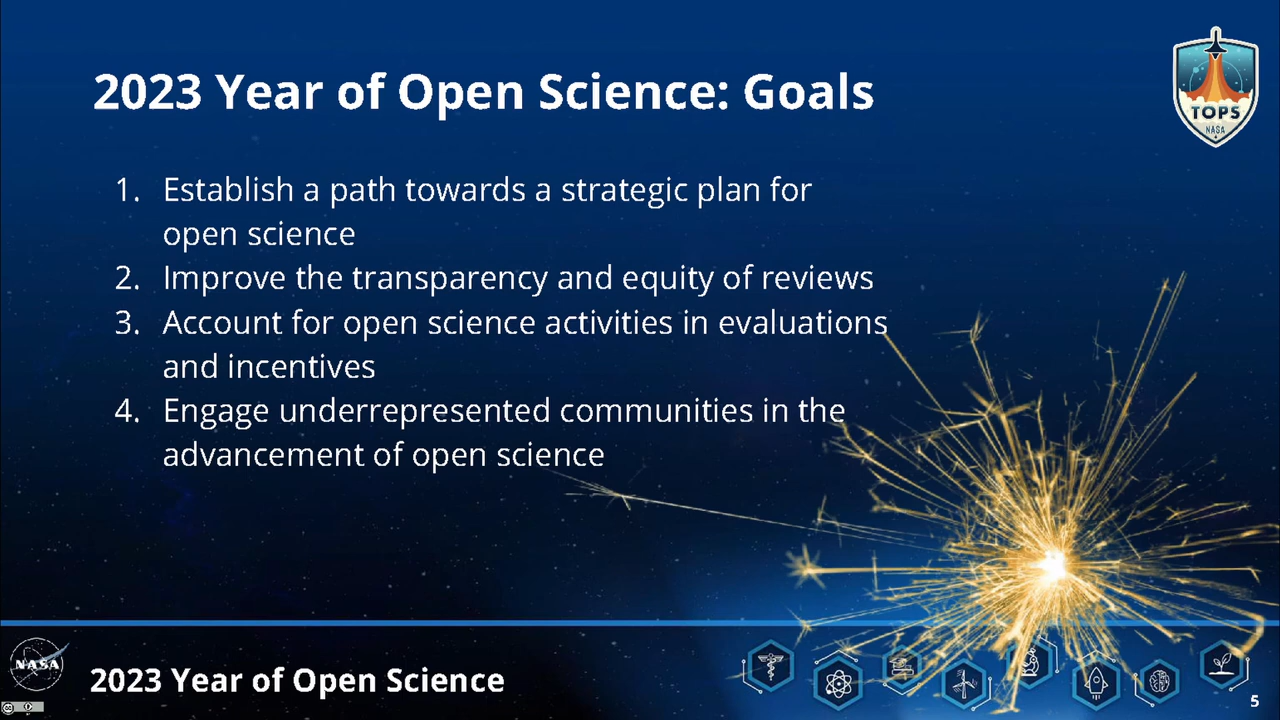 2023 Year of Open Science: Goals
TOPS
NASA
1. Establish a path towards a strategic plan for
open science
2. Improve the transparency and equity of reviews
3. Account for open science activities in evaluations
and incentives
4. Engage underrepresented communities in the
advancement of open science
NASA
2023 Year of Open Science
5